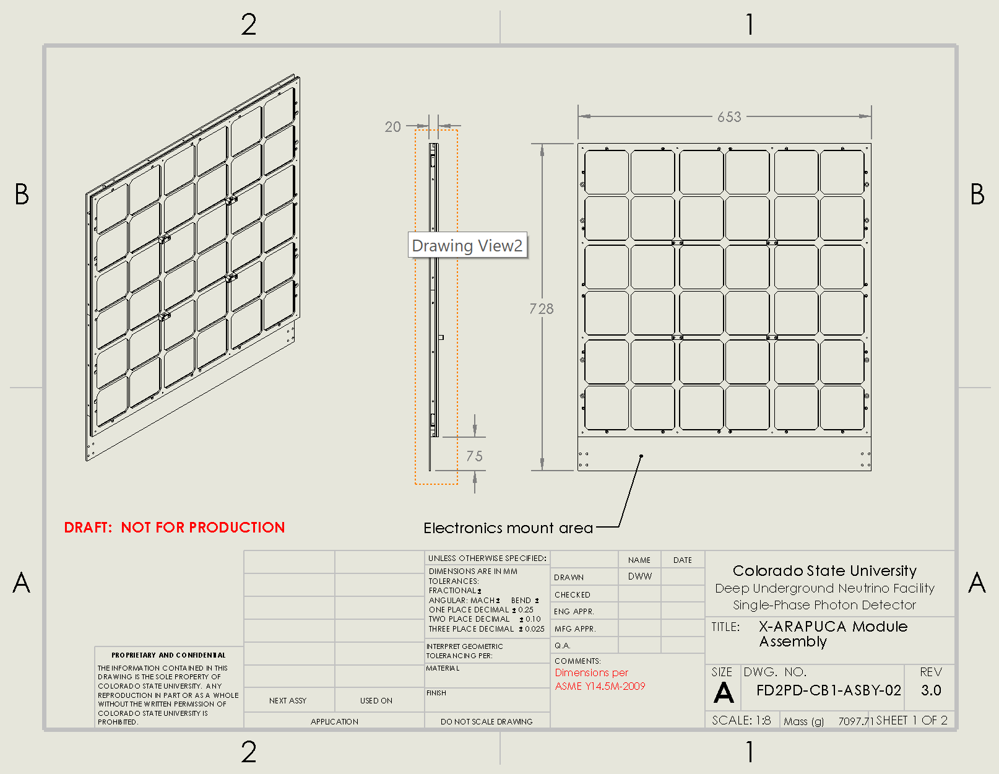 2
1
B
B
20
653
Drawing View2
728
75
DRAFT: NOT FOR PRODUCTION
Electronics mount area
A
A
UNLESS OTHERWISE SPECIFIED:
DIMENSIONS ARE IN MM
TOLERANCES:
FRACTIONAL ±
ANGULAR: MACH ± BEND ±
ONE PLACE DECIMAL ± 0.25
TWO PLACE DECIMAL ± 0.10
THREE PLACE DECIMAL ± 0.025
INTERPRET GEOMETRIC
TOLERANCING PER:
MATERIAL
FINISH
DO NOT SCALE DRAWING
NAME
DATE
DRAWN
DWW
CHECKED
ENG APPR.
MFG APPR.
Q.A.
COMMENTS:
Dimensions per
ASME Y14.5M-2009
Colorado State University
Deep Underground Neutrino Facility
Single-Phase Photon Detector
TITLE: X-ARAPUCA Module
Assembly
SIZE
A
DWG. NO.
FD2PD-CB1-ASBY-02
REV
3.0
SCALE: 1:8
Mass (g) 7097.71
SHEET 1 OF 2
PROPRIETARY AND CONFIDENTIAL
THE INFORMATION CONTAINED IN THIS
DRAWING IS THE SOLE PROPERTY OF
COLORADO STATE UNIVERSITY. ANY
REPRODUCTION IN PART OR AS A WHOLE
WITHOUT THE WRITTEN PERMISSION OF
COLORADO STATE UNIVERSITY IS
PROHIBITED.
NEXT ASSY
USED ON
APPLICATION
2
1